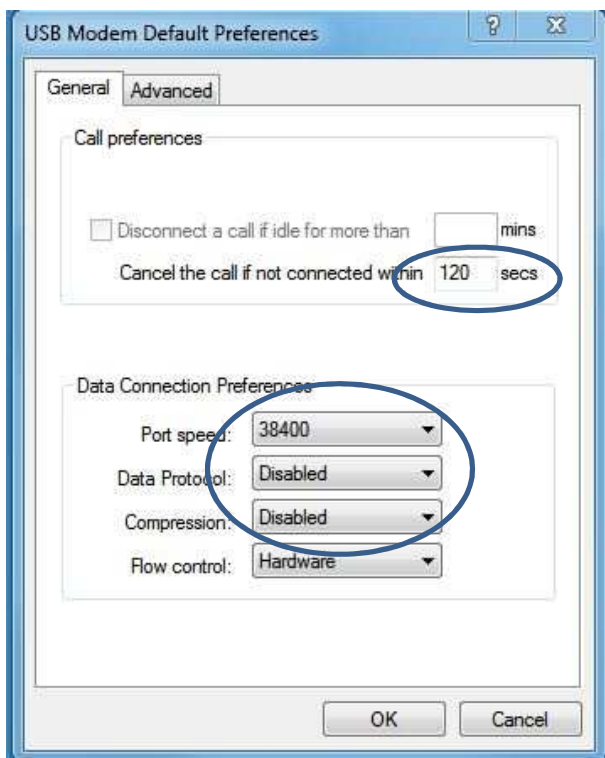 USB Modem Default Preferences
General Advanced
Call preferences
Disconnect a call if idle for more than mins
Cancel the call if not connected within 120 secs
Data Connection Preferences
Port speed: 38400
Data Protocol: Disabled
Compression: Disabled
Flow control: Hardware
OK Cancel